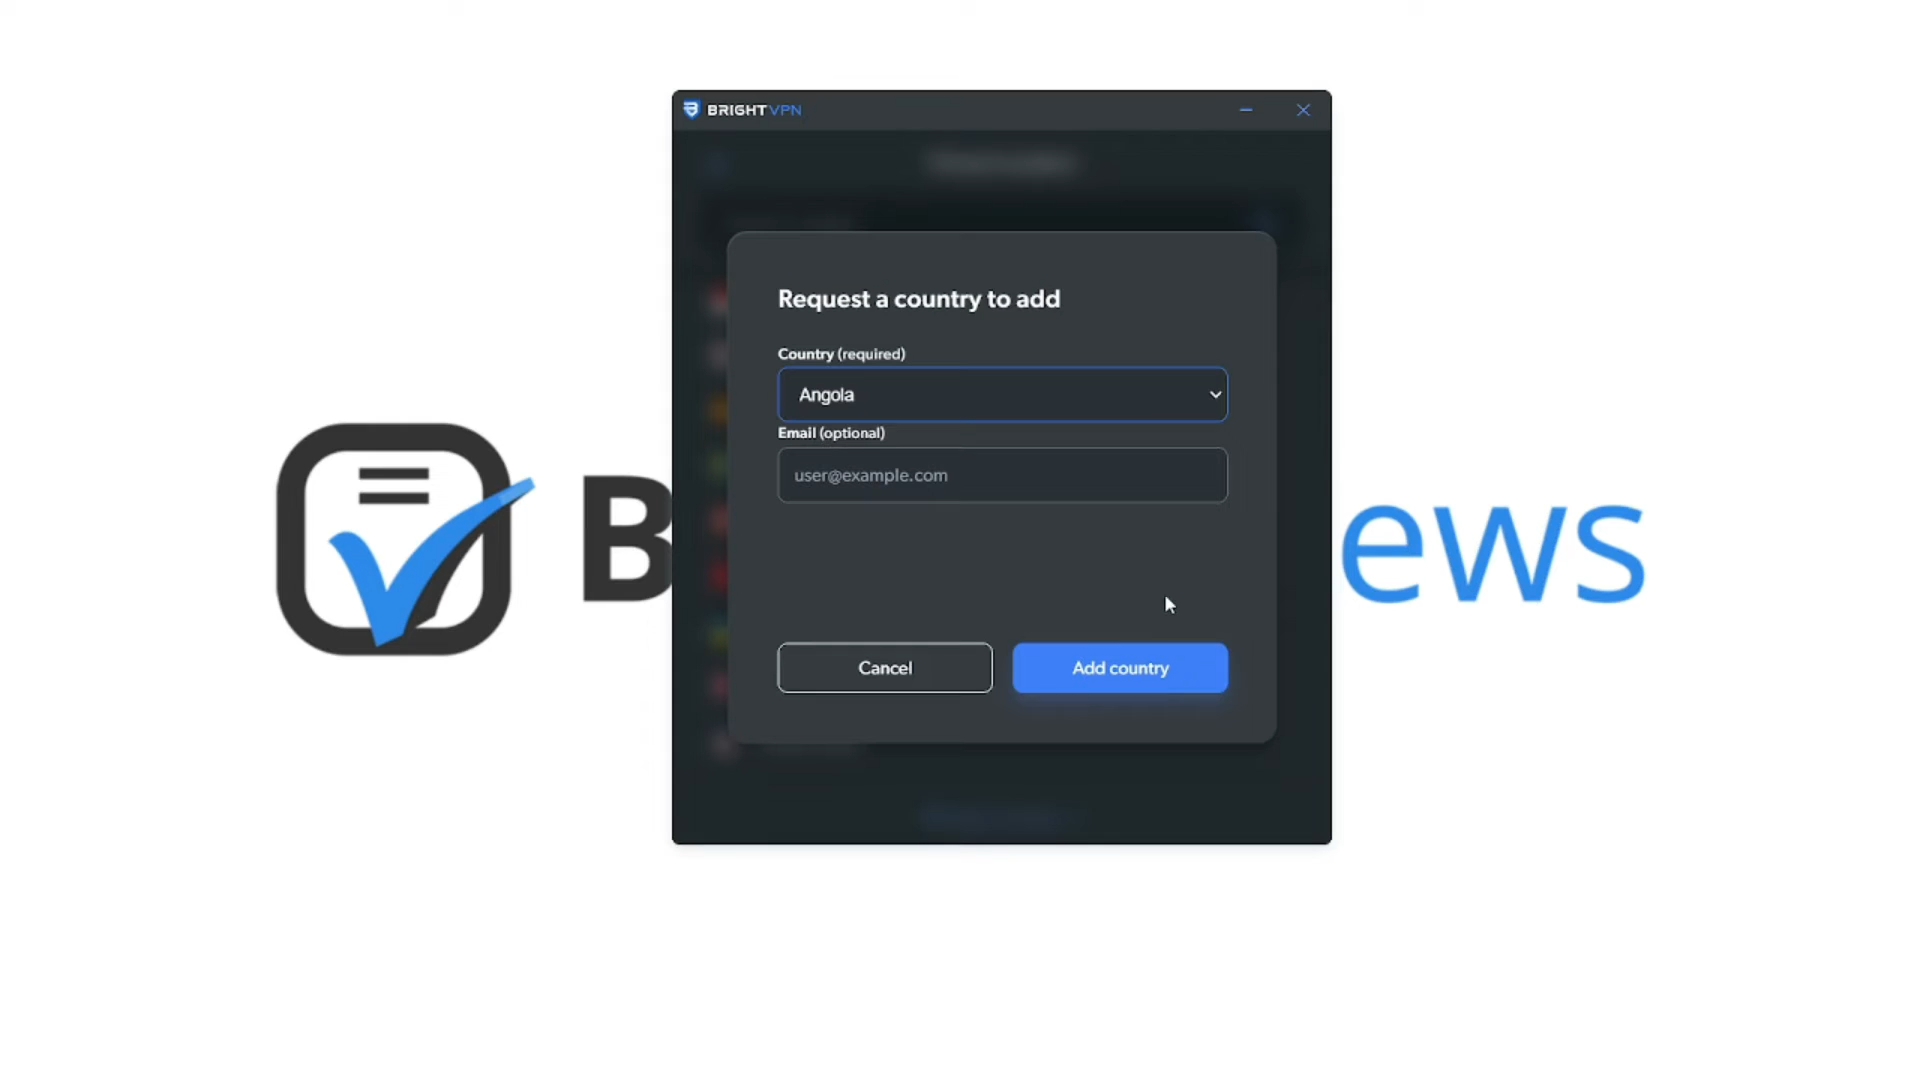 BRIGHTVPN
Request a country to add
Country (required)
Angola
Email (optional)
user@example.com
B
ews
Cancel
Add country